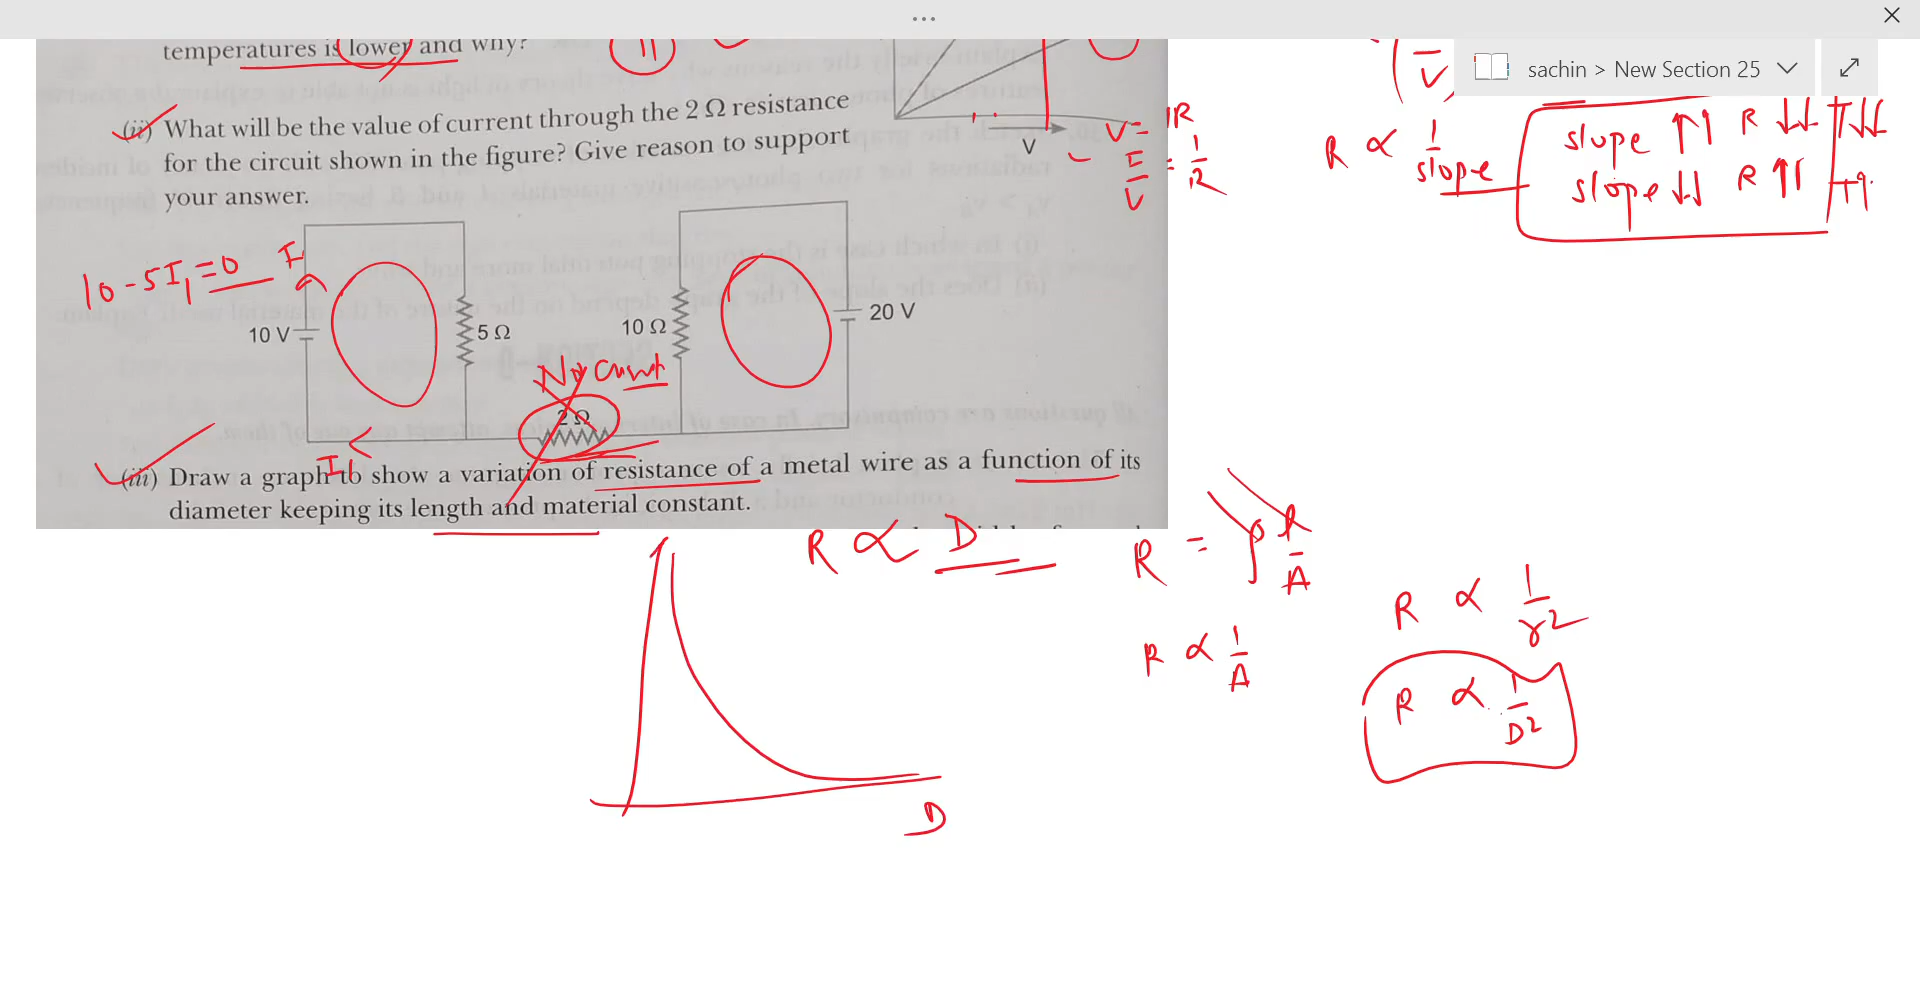 sachin > New Section 25
temperatures is lower and why?
11
V
(ii) What will be the value of current through the 2 Ω resistance
for the circuit shown in the figure? Give reason to support
your answer.
V
V = IR
I/V = 1/R
R ∝ 1/slope
slope ↑↑ R ↓↓ T↓↓
slope ↓↓ R ↑↑ T↑
10 - 5I₁ = 0
I₁
10 V
5 Ω
10 Ω
20 V
No Current
2 Ω
I₁
(iii) Draw a graph to show a variation of resistance of a metal wire as a function of its
diameter keeping its length and material constant.
R ∝ D
R = ρ l/A
R ∝ 1/A
R ∝ 1/r²
R ∝ 1/D²
D